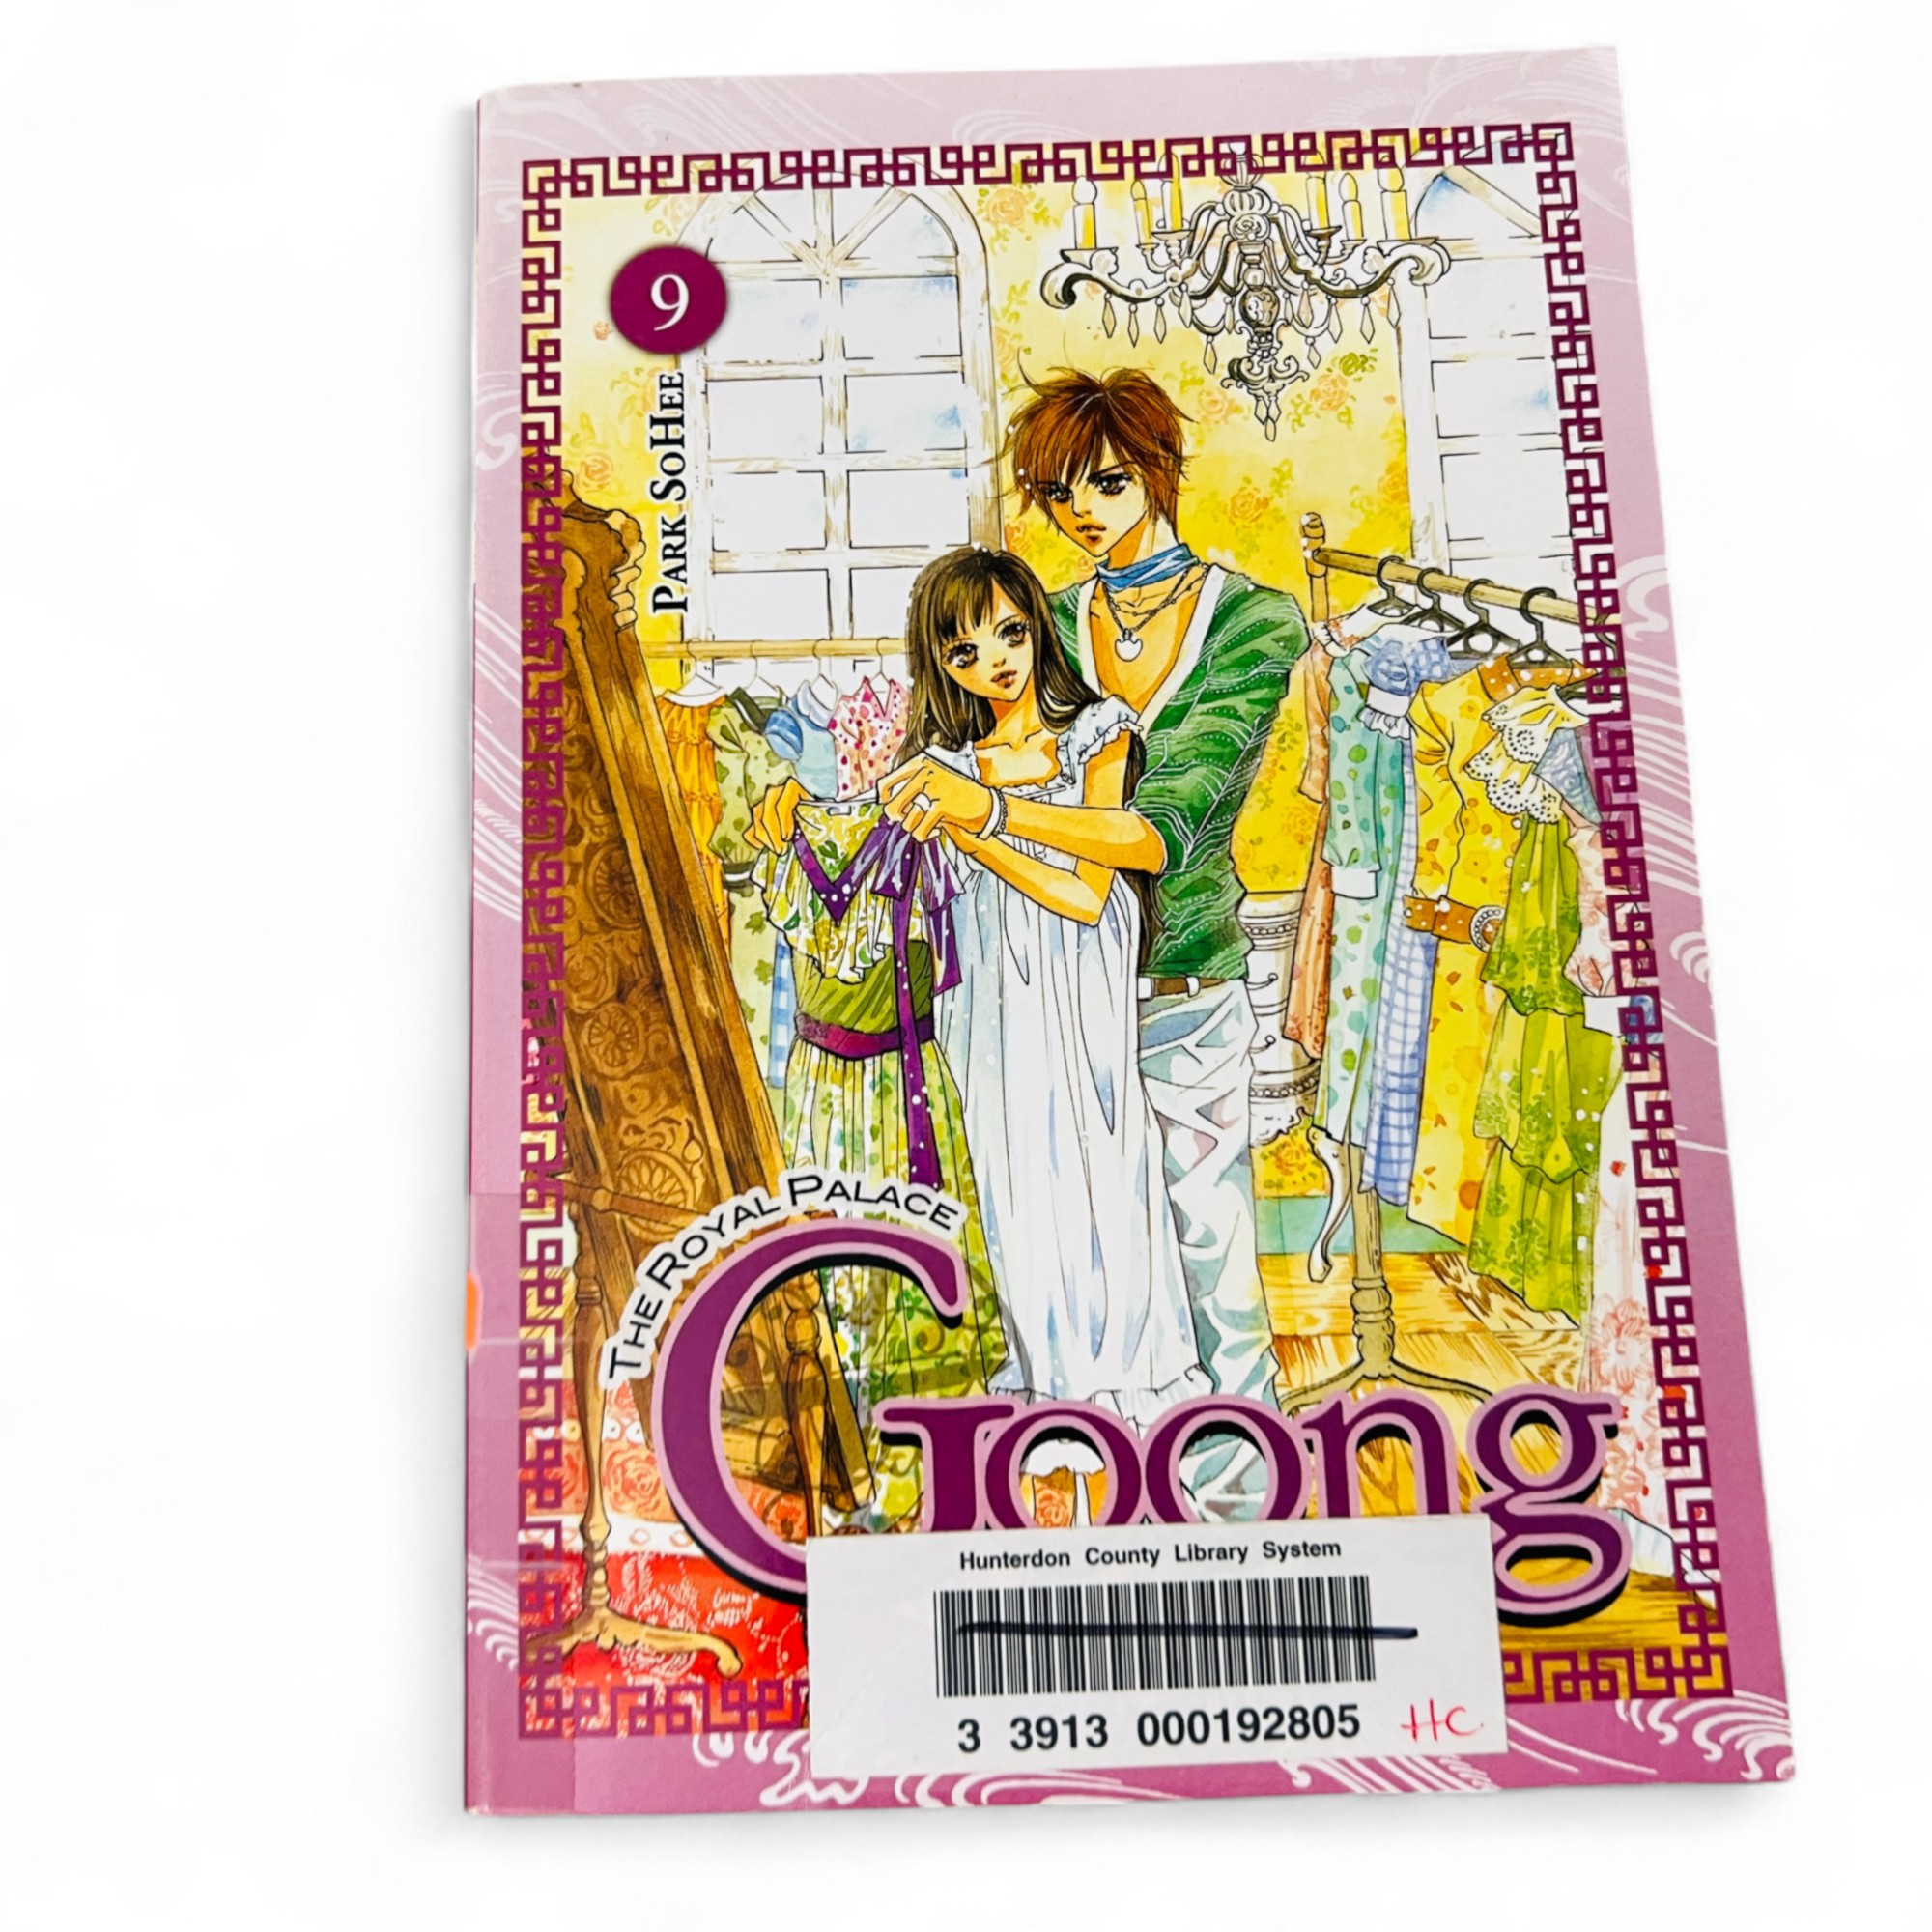 9
PARK SOHEE
THE ROYAL PALACE
Goong
Hunterdon County Library System
3 3913 000192805
HC